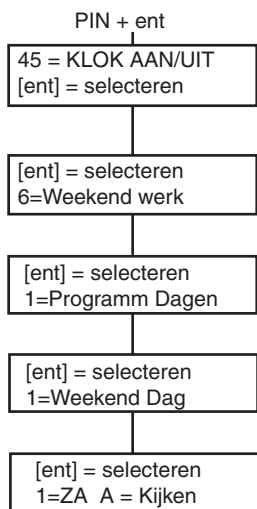 PIN + ent
45 = KLOK AAN/UIT
[ent] = selecteren
[ent] = selecteren
6=Weekend werk
[ent] = selecteren
1=Programm Dagen
[ent] = selecteren
1=Weekend Dag
[ent] = selecteren
1=ZA A = Kijken